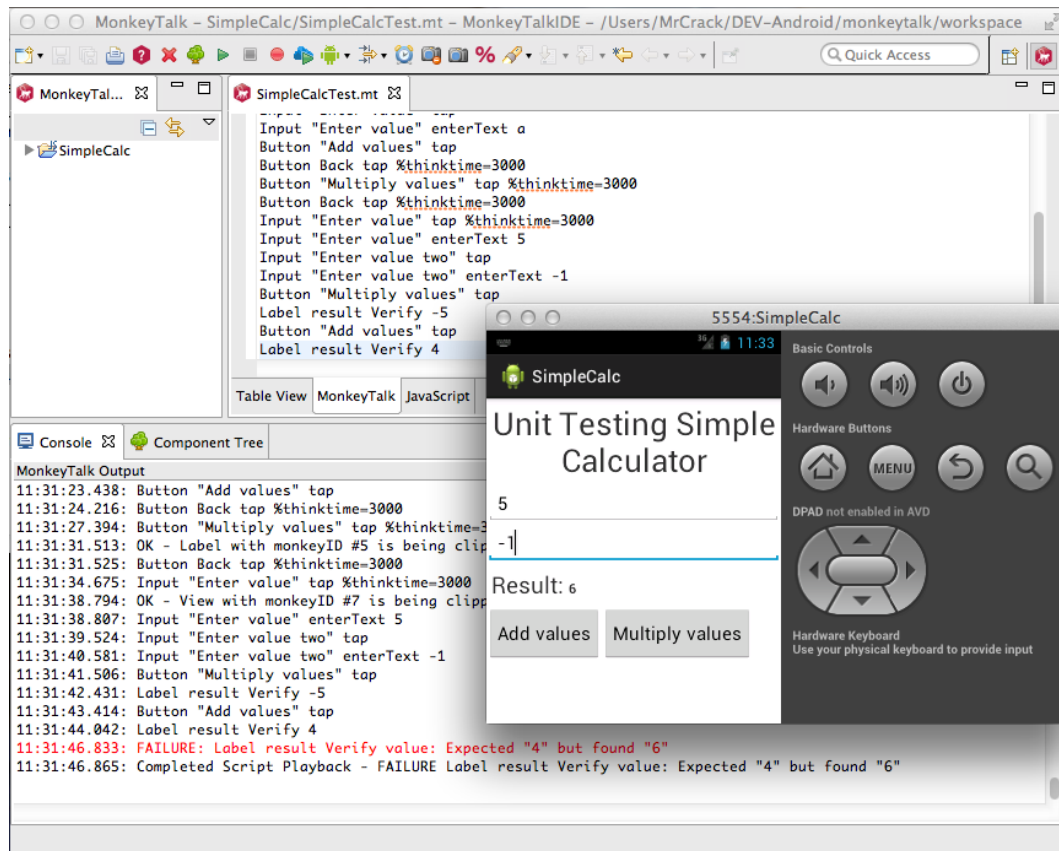 MonkeyTalk – SimpleCalc/SimpleCalcTest.mt – MonkeyTalkIDE – /Users/MrCrack/DEV-Android/monkeytalk/workspace
Quick Access
MonkeyTal...
SimpleCalc
SimpleCalcTest.mt
Input "Enter value" tap
Input "Enter value" enterText a
Button "Add values" tap
Button Back tap %thinktime=3000
Button "Multiply values" tap %thinktime=3000
Button Back tap %thinktime=3000
Input "Enter value" tap %thinktime=3000
Input "Enter value" enterText 5
Input "Enter value two" tap
Input "Enter value two" enterText -1
Button "Multiply values" tap
Label result Verify -5
Button "Add values" tap
Label result Verify 4
Table View MonkeyTalk JavaScript
Console Component Tree
MonkeyTalk Output
11:31:23.438: Button "Add values" tap
11:31:24.216: Button Back tap %thinktime=3000
11:31:27.394: Button "Multiply values" tap %thinktime=3
11:31:31.513: OK - Label with monkeyID #5 is being clip
11:31:31.525: Button Back tap %thinktime=3000
11:31:34.675: Input "Enter value" tap %thinktime=3000
11:31:38.794: OK - View with monkeyID #7 is being clipp
11:31:38.807: Input "Enter value" enterText 5
11:31:39.524: Input "Enter value two" tap
11:31:40.581: Input "Enter value two" enterText -1
11:31:41.506: Button "Multiply values" tap
11:31:42.431: Label result Verify -5
11:31:43.414: Button "Add values" tap
11:31:44.042: Label result Verify 4
11:31:46.833: FAILURE: Label result Verify value: Expected "4" but found "6"
11:31:46.865: Completed Script Playback - FAILURE Label result Verify value: Expected "4" but found "6"
5554:SimpleCalc
3G 11:33
SimpleCalc
Unit Testing Simple
Calculator
5
-1
Result: 6
Add values Multiply values
Basic Controls
Hardware Buttons
MENU
DPAD not enabled in AVD
Hardware Keyboard
Use your physical keyboard to provide input